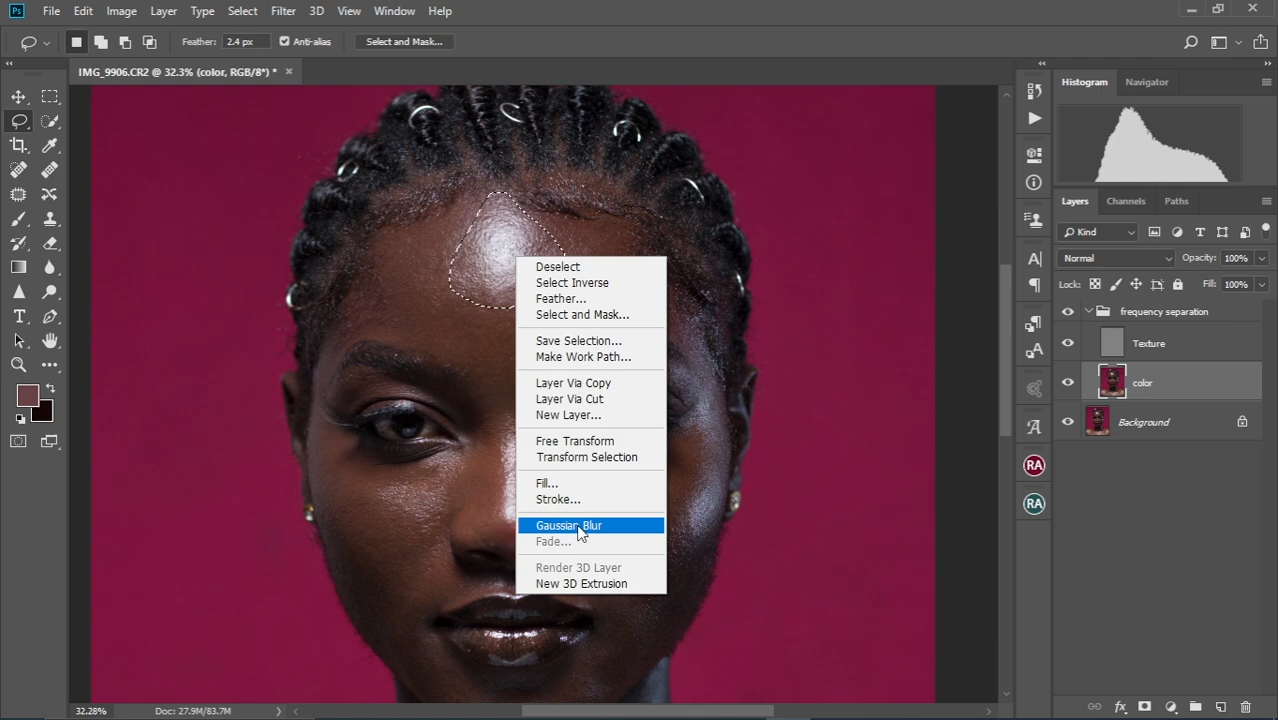 Ps File Edit Image Layer Type Select Filter 3D View Window Help
Feather: 2.4 px Anti-alias Select and Mask...
IMG_9906.CR2 @ 32.3% (color, RGB/8*) * ×
Histogram Navigator
Layers Channels Paths
Kind
Normal Opacity: 100%
Lock: Fill: 100%
frequency separation
Texture
color
Background
Deselect
Select Inverse
Feather...
Select and Mask...
Save Selection...
Make Work Path...
Layer Via Copy
Layer Via Cut
New Layer...
Free Transform
Transform Selection
Fill...
Stroke...
Gaussian Blur
Fade...
Render 3D Layer
New 3D Extrusion
RA
RA
32.28% Doc: 27.9M/83.7M
fx